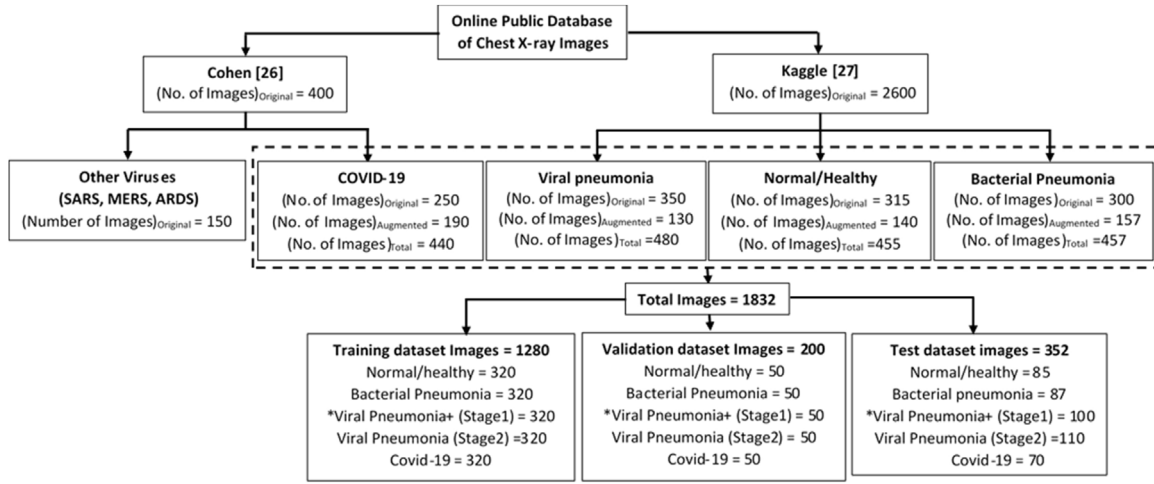 Online Public Database
of Chest X-ray Images
Cohen [26]
(No. of Images)Original = 400
Kaggle [27]
(No. of Images)Original = 2600
Other Viruses
(SARS, MERS, ARDS)
(Number of Images)Original = 150
COVID-19
(No. of Images)Original = 250
(No. of Images)Augmented = 190
(No. of Images)Total = 440
Viral pneumonia
(No. of Images)Original = 350
(No. of Images)Augmented = 130
(No. of Images)Total =480
Normal/Healthy
(No. of Images)Original = 315
(No. of Images)Augmented = 140
(No. of Images)Total =455
Bacterial Pneumonia
(No. of Images)Original = 300
(No. of Images)Augmented = 157
(No. of Images)Total =457
Total Images = 1832
Training dataset Images = 1280
Normal/healthy = 320
Bacterial Pneumonia = 320
*Viral Pneumonia+ (Stage1) = 320
Viral Pneumonia (Stage2) =320
Covid-19 = 320
Validation dataset Images = 200
Normal/healthy = 50
Bacterial Pneumonia = 50
*Viral Pneumonia+ (Stage1) = 50
Viral Pneumonia (Stage2) = 50
Covid-19 = 50
Test dataset images = 352
Normal/healthy = 85
Bacterial pneumonia = 87
*Viral Pneumonia+ (Stage1) = 100
Viral Pneumonia (Stage2) =110
Covid-19 = 70